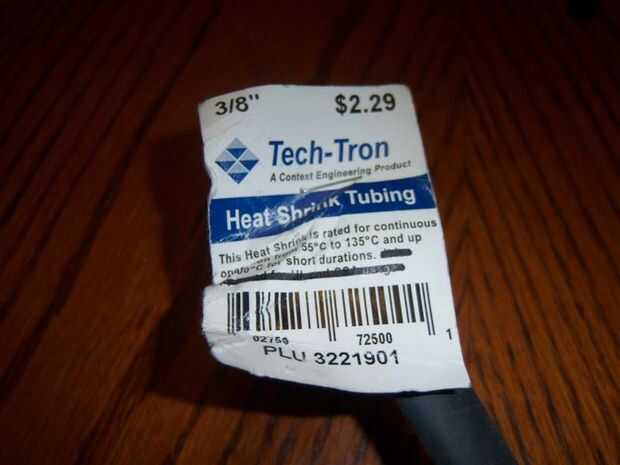 3/8" $2.29
Tech-Tron
A Context Engineering Product
Heat Shrink Tubing
This Heat Shrink is rated for continuous
55°C to 135°C and up
short durations.
72500 1
PLU 3221901